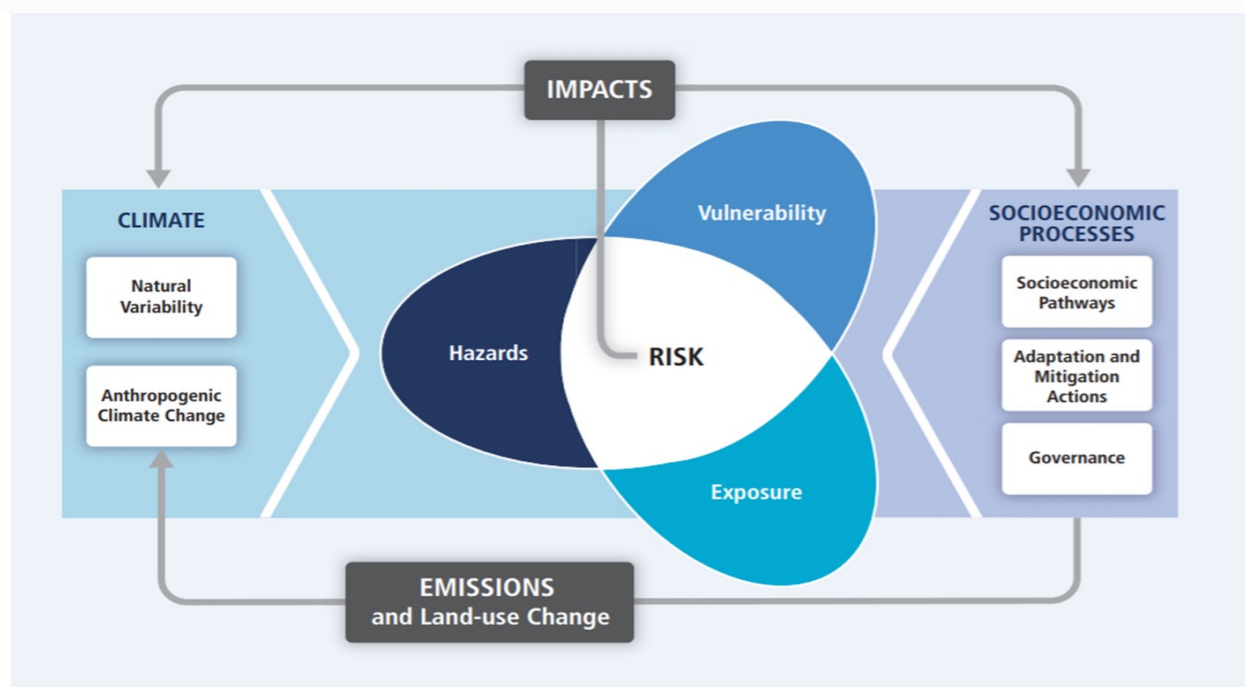 IMPACTS
CLIMATE
Natural
Variability
Anthropogenic
Climate Change
Hazards
Vulnerability
RISK
Exposure
SOCIOECONOMIC
PROCESSES
Socioeconomic
Pathways
Adaptation and
Mitigation
Actions
Governance
EMISSIONS
and Land-use Change